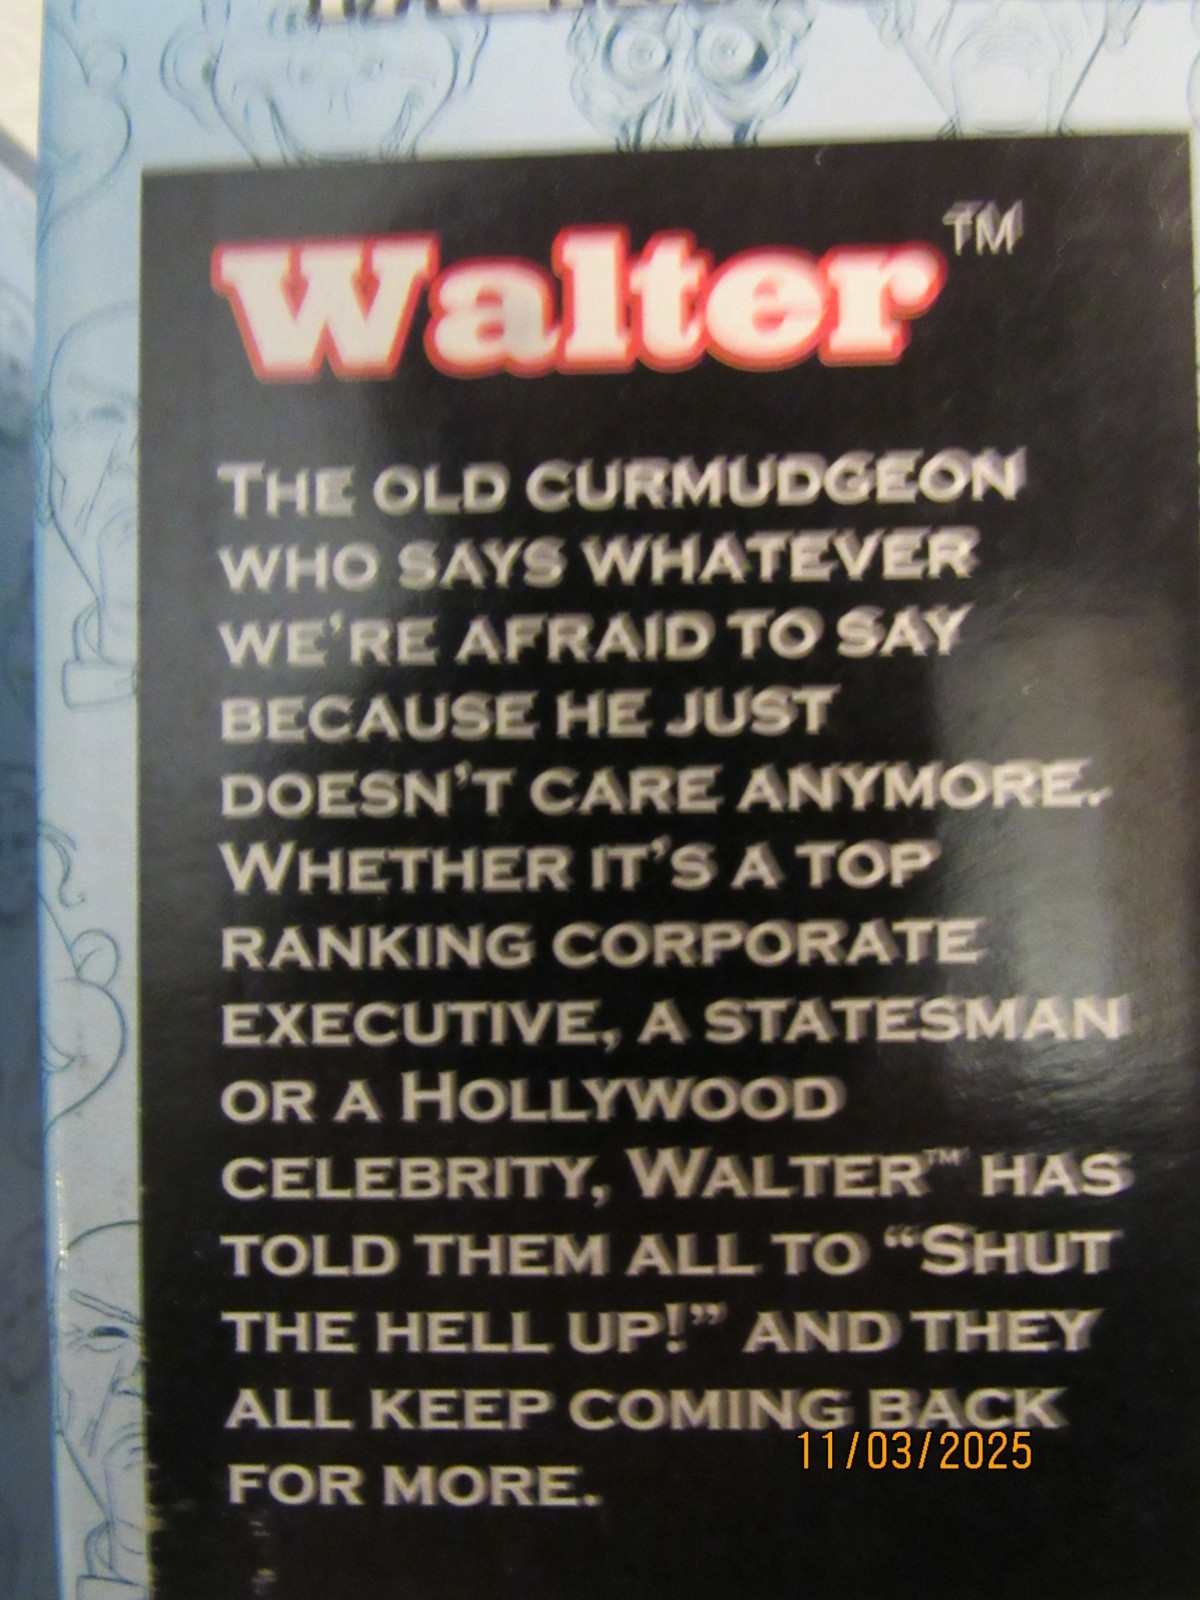 Walter™
THE OLD CURMUDGEON
WHO SAYS WHATEVER
WE'RE AFRAID TO SAY
BECAUSE HE JUST
DOESN'T CARE ANYMORE.
WHETHER IT'S A TOP
RANKING CORPORATE
EXECUTIVE, A STATESMAN
OR A HOLLYWOOD
CELEBRITY, WALTER™ HAS
TOLD THEM ALL TO “SHUT
THE HELL UP!” AND THEY
ALL KEEP COMING BACK
FOR MORE.
11/03/2025